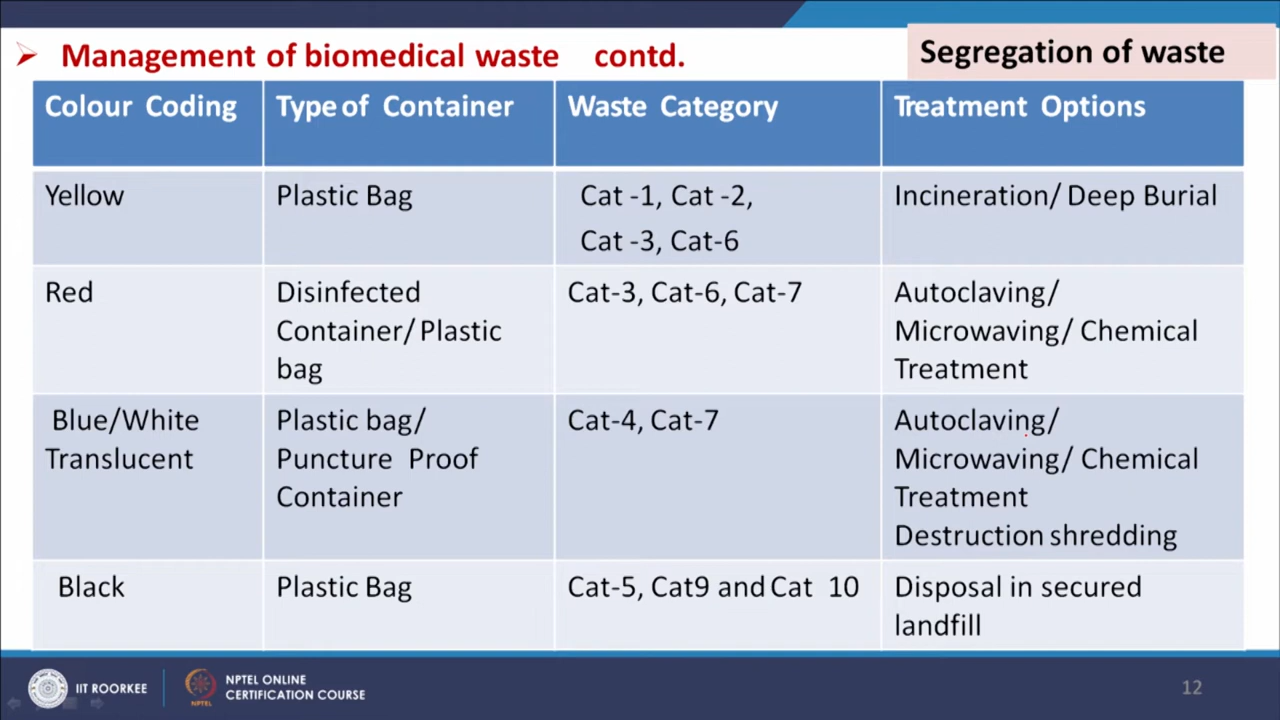 Management of biomedical waste contd.
Segregation of waste
Colour Coding
Type of Container
Waste Category
Treatment Options
Yellow
Plastic Bag
Cat -1, Cat -2,
Cat -3, Cat-6
Incineration/ Deep Burial
Red
Disinfected
Container/ Plastic
bag
Cat-3, Cat-6, Cat-7
Autoclaving/
Microwaving/ Chemical
Treatment
Blue/White
Translucent
Plastic bag/
Puncture Proof
Container
Cat-4, Cat-7
Autoclaving/
Microwaving/ Chemical
Treatment
Destruction shredding
Black
Plastic Bag
Cat-5, Cat9 and Cat 10
Disposal in secured
landfill
IIT ROORKEE
NPTEL
NPTEL ONLINE
CERTIFICATION COURSE
12